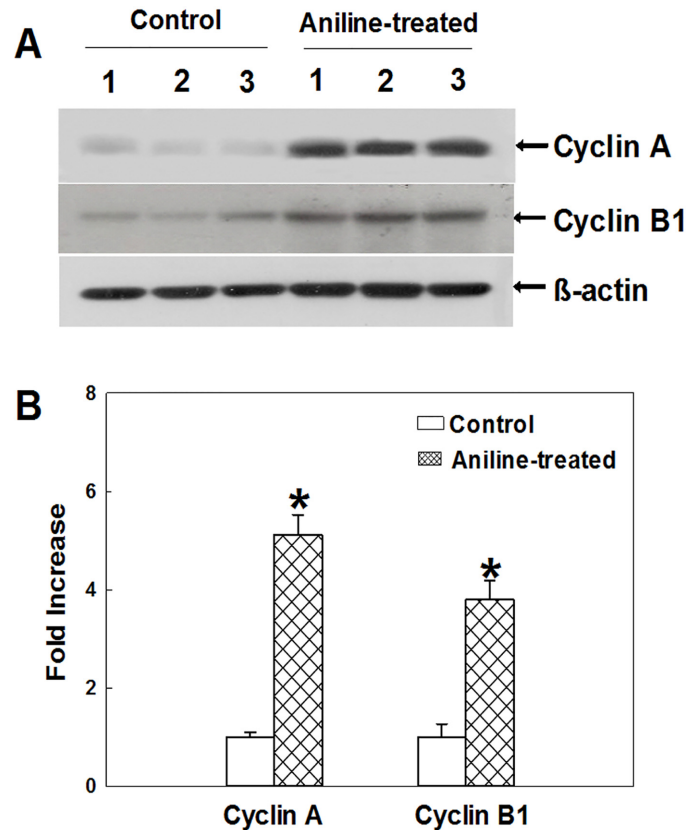 A
Control Aniline-treated
1 2 3 1 2 3
Cyclin A
Cyclin B1
ß-actin
B
8
6
4
2
0
Fold Increase
Control
Aniline-treated
* *
Cyclin A Cyclin B1